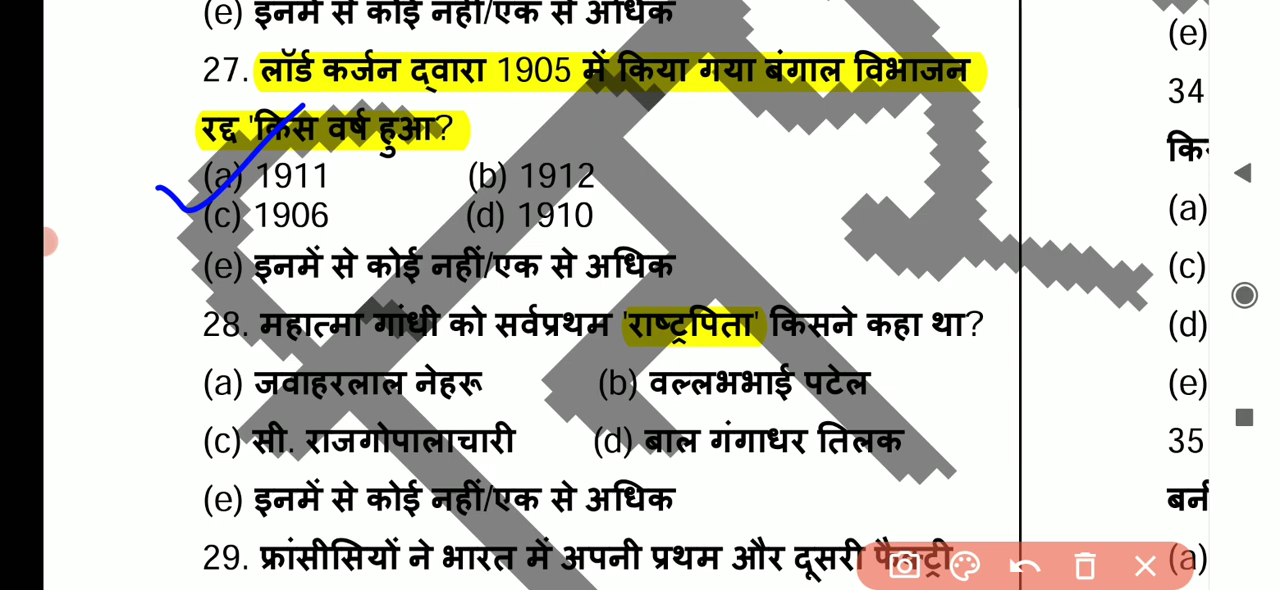 (e) इनमें से कोई नहीं/एक से अधिक
27. लॉर्ड कर्जन द्वारा 1905 में किया गया बंगाल विभाजन
रद्द 'किस वर्ष हुआ?
(a) 1911 (b) 1912
(c) 1906 (d) 1910
(e) इनमें से कोई नहीं/एक से अधिक
28. महात्मा गांधी को सर्वप्रथम 'राष्ट्रपिता' किसने कहा था?
(a) जवाहरलाल नेहरू (b) वल्लभभाई पटेल
(c) सी. राजगोपालाचारी (d) बाल गंगाधर तिलक
(e) इनमें से कोई नहीं/एक से अधिक
29. फ्रांसीसियों ने भारत में अपनी प्रथम और दूसरी फैक्ट्री
(e)
34
(a)
(c)
(d)
(e)
35
(a)